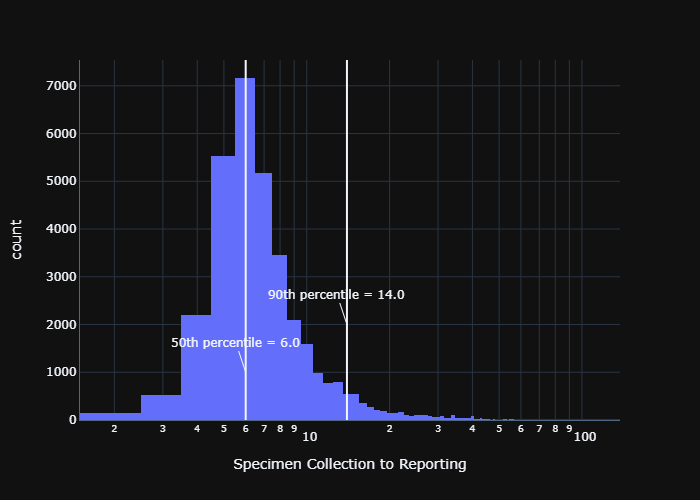 7000
6000
5000
4000
3000
2000
1000
0
count
90th percentile = 14.0
50th percentile = 6.0
2 3 4 5 6 7 8 9 10 2 3 4 5 6 7 8 9 100
Specimen Collection to Reporting